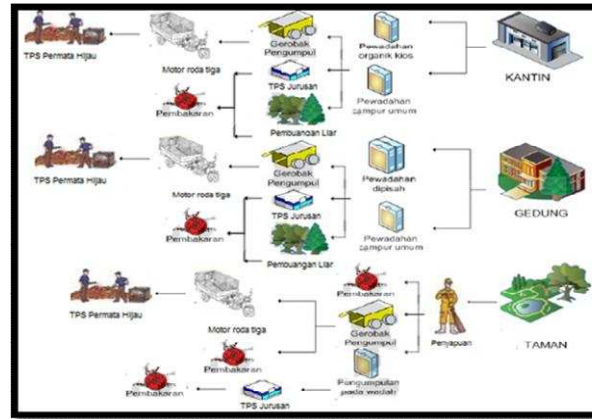 TPS Permata Hijau
Motor roda tiga
Gerobak
Pengumpul
Pewadahan
organik kios
KANTIN
TPS Jurusan
Pembakaran
Pewadahan
campur umum
Pembuangan Liar
TPS Permata Hijau
Motor roda tiga
Gerobak
Pengumpul
Pewadahan
dipisah
GEDUNG
TPS Jurusan
Pembakaran
Pewadahan
campur umum
Pembuangan Liar
Pembakaran
TPS Permata Hijau
Motor roda tiga
Gerobak
Pengumpul
Penjapuan
TAMAN
Pembakaran
Pengumpulan
pada wadah
Pembakaran
TPS Jurusan